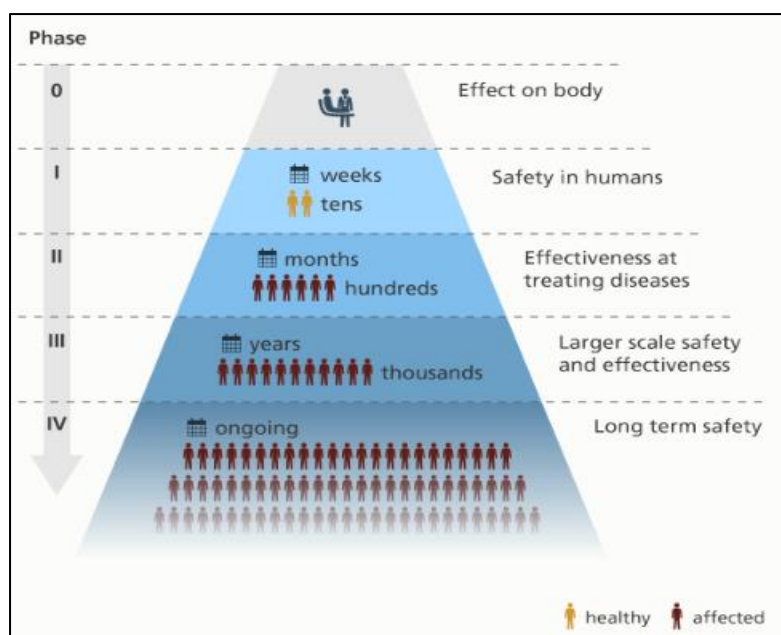 Phase
0
Effect on body
I
weeks
tens
Safety in humans
II
months
hundreds
Effectiveness at
treating diseases
III
years
thousands
Larger scale safety
and effectiveness
IV
ongoing
Long term safety
healthy
affected